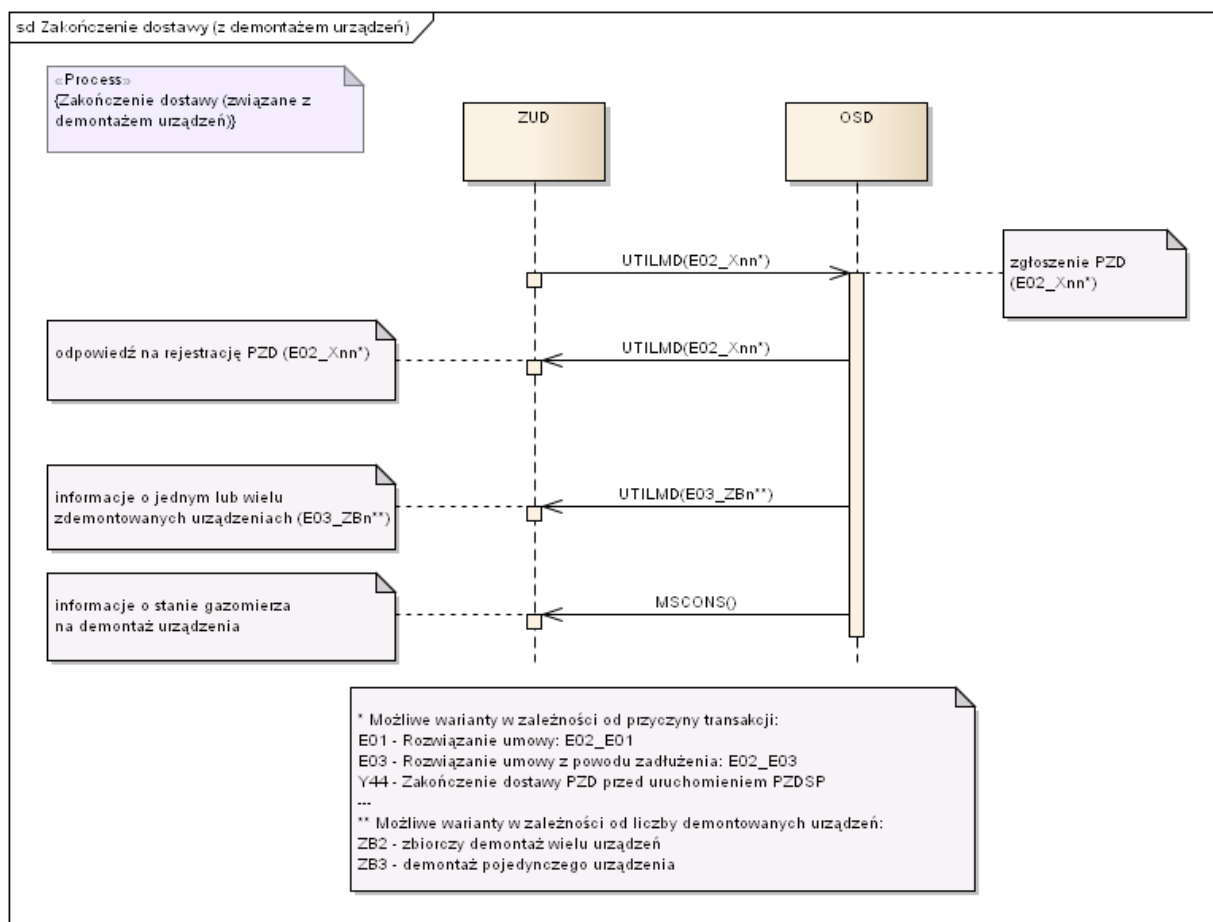 sd Zakończenie dostawy (z demontażem urządzeń)
«Process»
{Zakończenie dostawy (związane z
demontażem urządzeń)}
ZUD
OSD
UTILMD(E02_Xnn*)
zgłoszenie PZD
(E02_Xnn*)
odpowiedź na rejestrację PZD (E02_Xnn*)
UTILMD(E02_Xnn*)
informacje o jednym lub wielu
zdemontowanych urządzeniach (E03_ZBn**)
UTILMD(E03_ZBn**)
informacje o stanie gazomierza
na demontaż urządzenia
MSCONS()
* Możliwe warianty w zależności od przyczyny transakcji:
E01 - Rozwiązanie umowy: E02_E01
E03 - Rozwiązanie umowy z powodu zadłużenia: E02_E03
Y44 - Zakończenie dostawy PZD przed uruchomieniem PZDSP
---
** Możliwe warianty w zależności od liczby demontowanych urządzeń:
ZB2 - zbiorczy demontaż wielu urządzeń
ZB3 - demontaż pojedynczego urządzenia